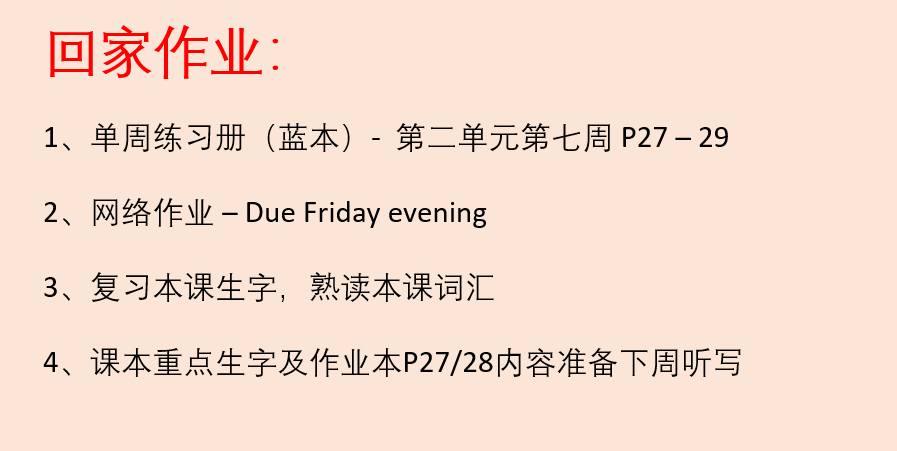 回家作业：
1、单周练习册（蓝本）- 第二单元第七周 P27 – 29
2、网络作业 – Due Friday evening
3、复习本课生字，熟读本课词汇
4、课本重点生字及作业本P27/28内容准备下周听写